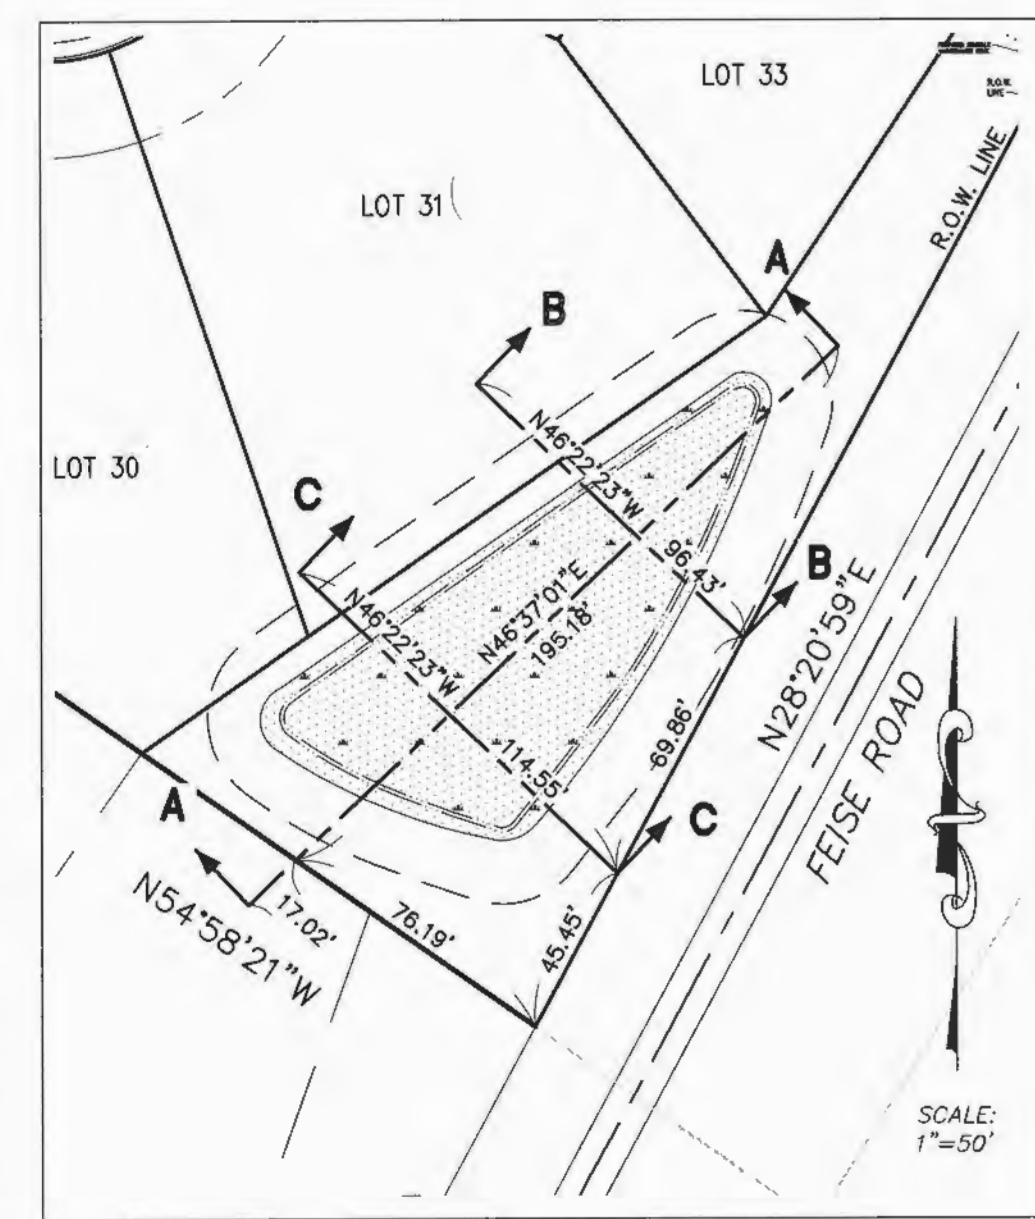 LOT 33
R.O.W.
LINE
R.O.W. LINE
LOT 31
A
B
N46°22'23"W
96.43'
B
LOT 30
C
N46°22'23"W
114.55'
C
N46°37'01"E
195.18'
69.86'
N28°20'59"E
FEISE ROAD
A
17.02'
76.19'
45.45'
N54°58'21"W
SCALE:
1"=50'